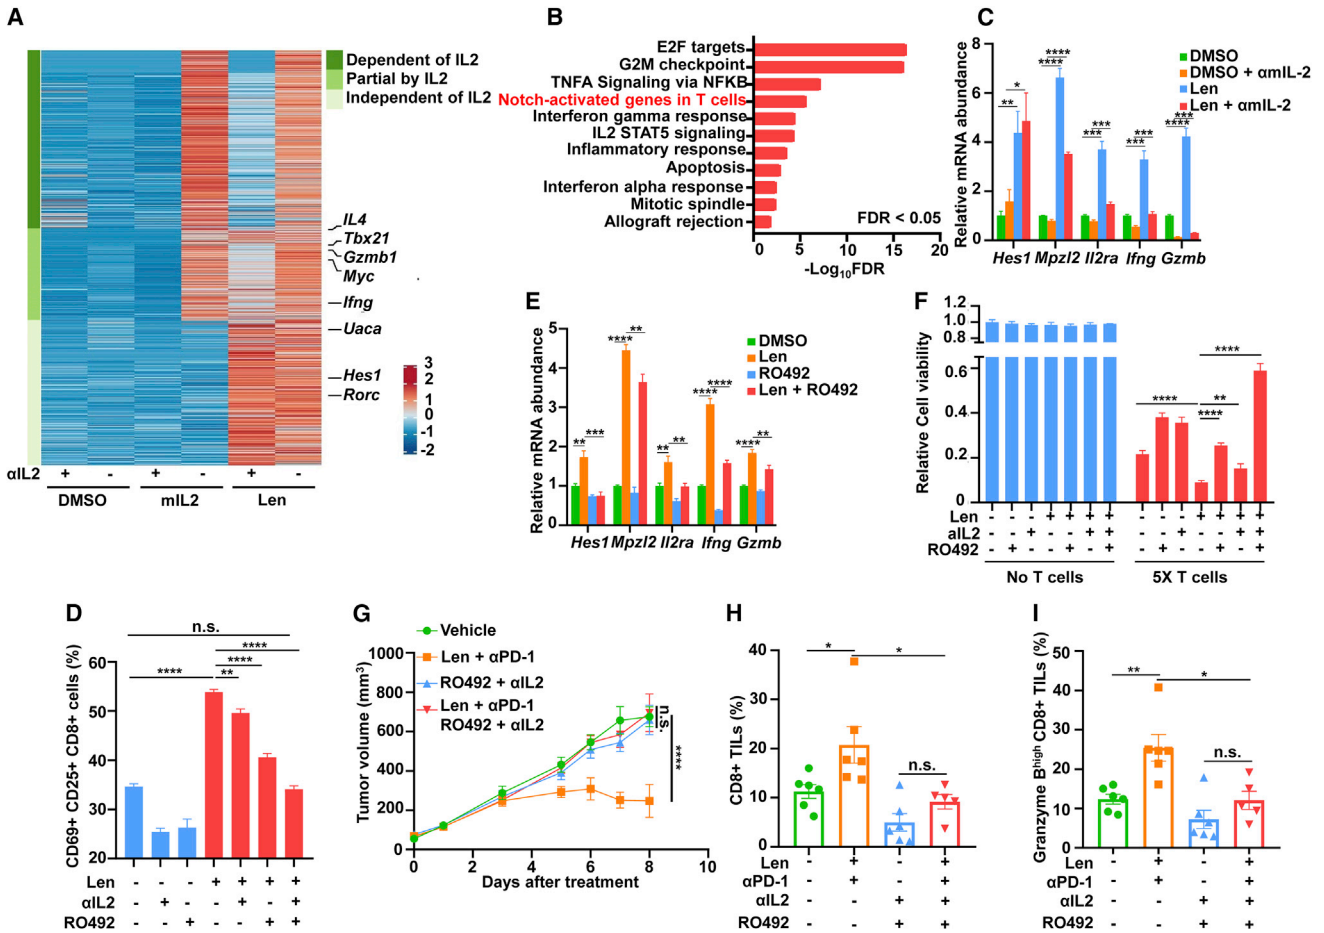 A
Dependent of IL2
Partial by IL2
Independent of IL2
IL4
Tbx21
Gzmb1
Myc
Ifng
Uaca
Hes1
Rorc
3
2
1
0
-1
-2
αIL2 + - + - + -
DMSO mIL2 Len
B
E2F targets
G2M checkpoint
TNFA Signaling via NFKB
Notch-activated genes in T cells
Interferon gamma response
IL2 STAT5 signaling
Inflammatory response
Apoptosis
Interferon alpha response
Mitotic spindle
Allograft rejection
FDR < 0.05
0 5 10 15 20
-Log10FDR
C
Relative mRNA abundance
8
6
4
2
0
DMSO
DMSO + αmIL-2
Len
Len + αmIL-2
** * **** **** *** *** *** *** **** ***
Hes1 Mpzl2 Il2ra Ifng Gzmb
E
Relative mRNA abundance
5
4
3
2
1
0
DMSO
Len
RO492
Len + RO492
** *** **** ** ** ** **** **** **** **
Hes1 Mpzl2 Il2ra Ifng Gzmb
F
Relative Cell viability
1.2
1.0
0.8
0.6
0.4
0.2
0
****
**** **
****
Len - - - + + + + - - - + + + +
aIL2 - - + - - + + - - + - - + +
RO492 - + - - + - + - + - - + - +
No T cells 5X T cells
D
CD69+ CD25+ CD8+ cells (%)
60
50
40
30
20
n.s.
****
****
****
**
Len - - - + + + +
αIL2 - + - - + - +
RO492 - - + - - + +
G
Tumor volume (mm3)
1000
800
600
400
200
0
Vehicle
Len + αPD-1
RO492 + αIL2
Len + αPD-1
RO492 + αIL2
n.s.
****
0 2 4 6 8 10
Days after treatment
H
CD8+ TILs (%)
40
30
20
10
0
* *
n.s.
Len - + - +
αPD-1 - + - +
αIL2 - - + +
RO492 - - + +
I
Granzyme Bhigh CD8+ TILs (%)
50
40
30
20
10
0
** *
n.s.
Len - + - +
αPD-1 - + - +
αIL2 - - + +
RO492 - - + +